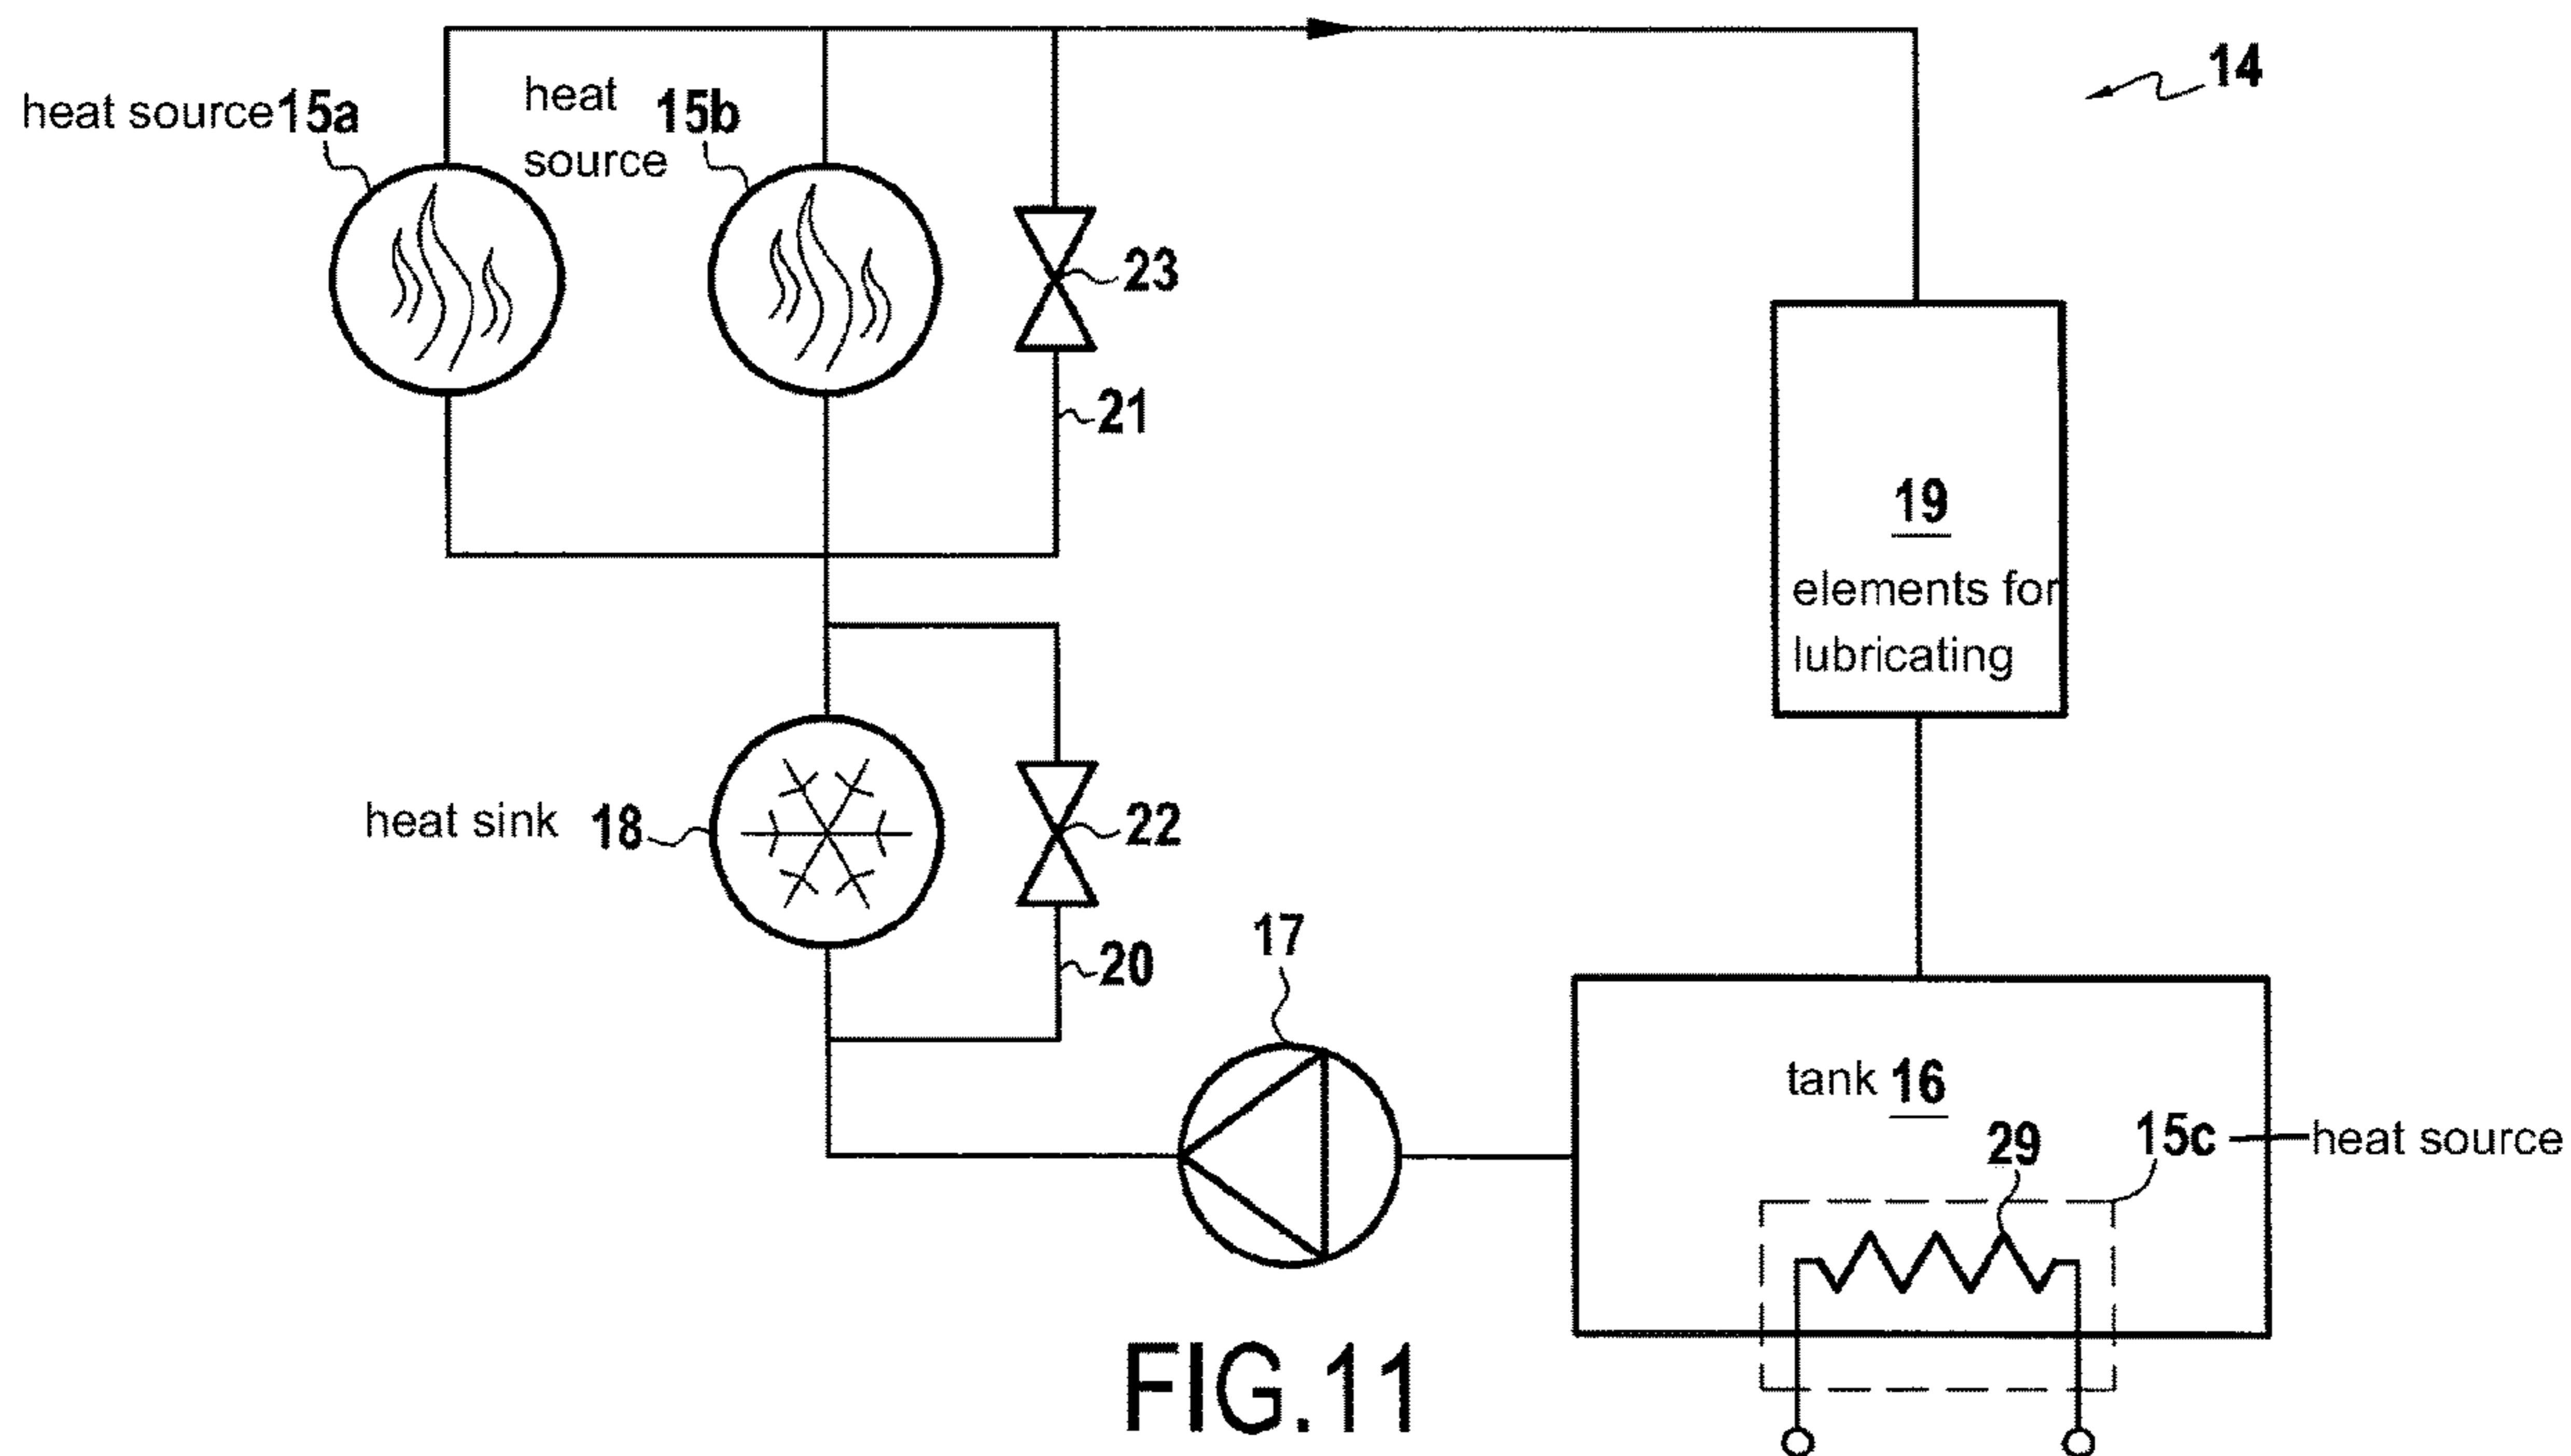 14
heat source 15a
heat
source
15b
23
21
19
elements for
lubricating
heat sink 18
22
20
17
tank 16
29
15c
heat source
FIG.11